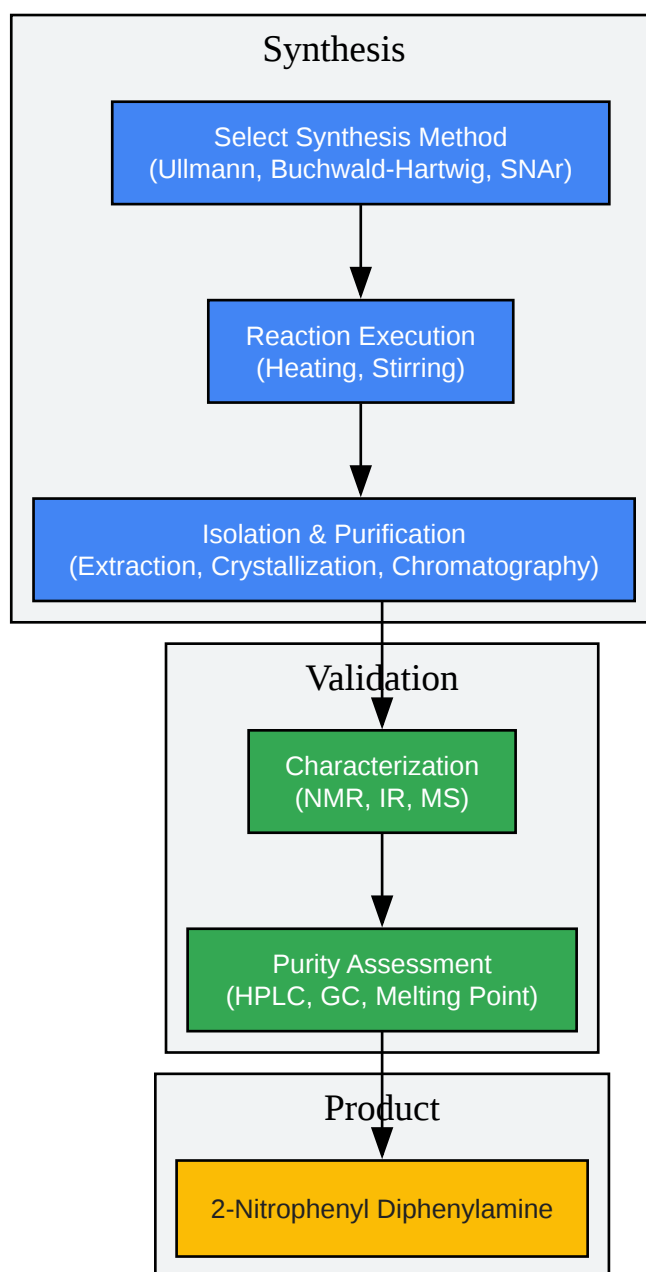 Synthesis
Select Synthesis Method
(Ullmann, Buchwald-Hartwig, SNAr)
Reaction Execution
(Heating, Stirring)
Isolation & Purification
(Extraction, Crystallization, Chromatography)
Validation
Characterization
(NMR, IR, MS)
Purity Assessment
(HPLC, GC, Melting Point)
Product
2-Nitrophenyl Diphenylamine